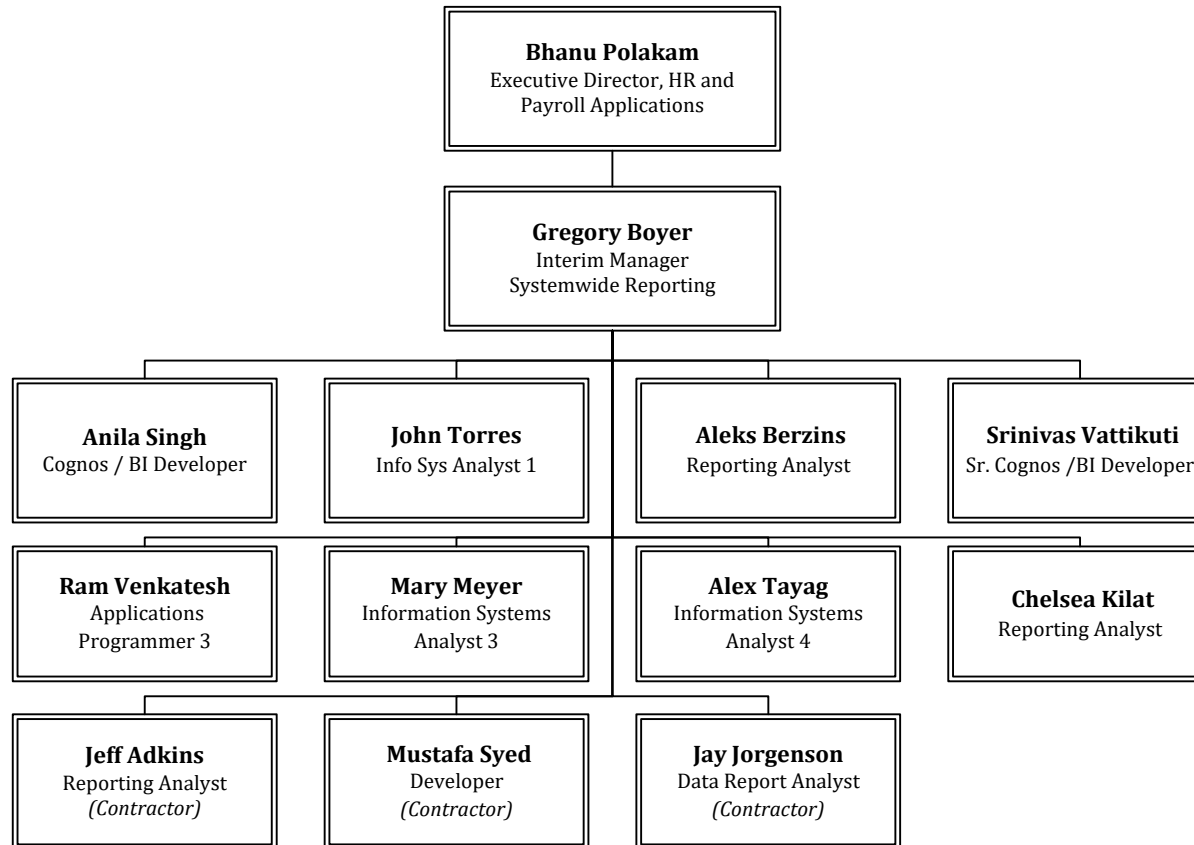 Bhanu Polakam
Executive Director, HR and
Payroll Applications
Gregory Boyer
Interim Manager
Systemwide Reporting
Anila Singh
Cognos / BI Developer
John Torres
Info Sys Analyst 1
Aleks Berzins
Reporting Analyst
Srinivas Vattikuti
Sr. Cognos /BI Developer
Ram Venkatesh
Applications
Programmer 3
Mary Meyer
Information Systems
Analyst 3
Alex Tayag
Information Systems
Analyst 4
Chelsea Kilat
Reporting Analyst
Jeff Adkins
Reporting Analyst
(Contractor)
Mustafa Syed
Developer
(Contractor)
Jay Jorgenson
Data Report Analyst
(Contractor)